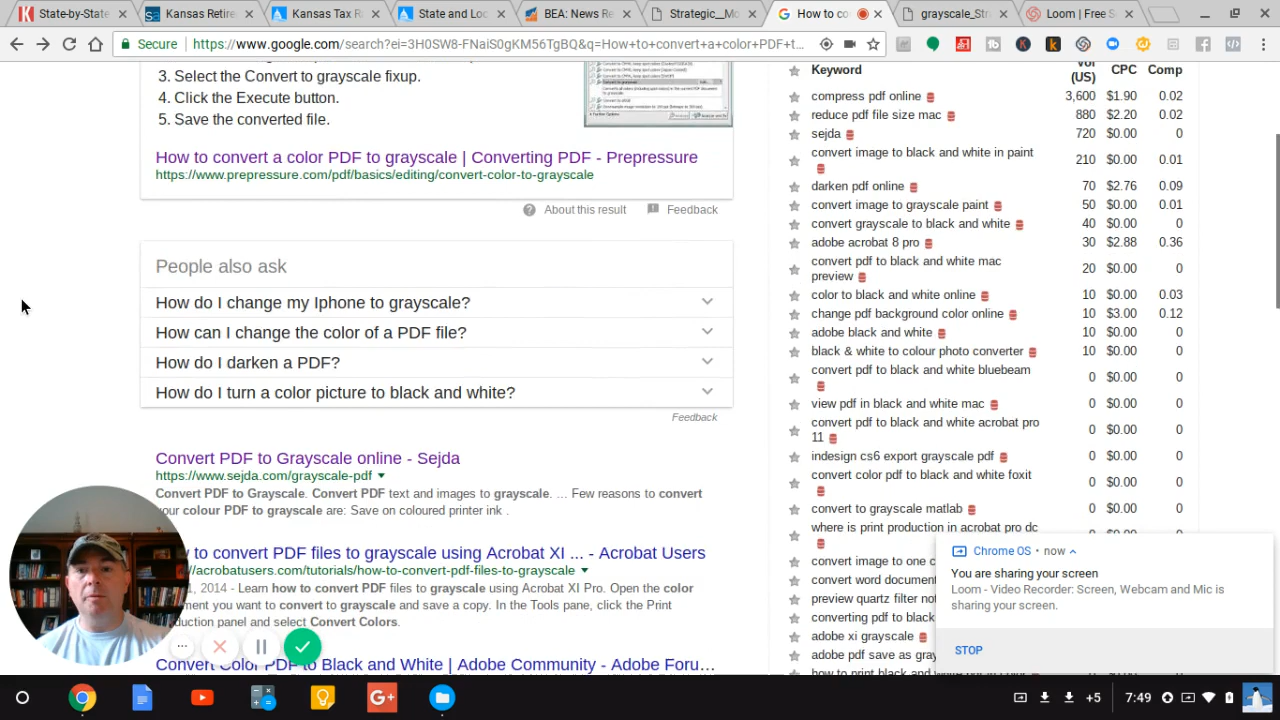 State-by-Stat
Kansas Retire
Kansas Tax R
State and Loc
BEA: News Re
Strategic__Mo
How to co
grayscale_Str
Loom | Free S
Secure
https://www.google.com/search?ei=3H0SW8-FNaiS0gKM56TgBQ&q=How+to+convert+a+color+PDF+t...
3. Select the Convert to grayscale fixup.
4. Click the Execute button.
5. Save the converted file.
How to convert a color PDF to grayscale | Converting PDF - Prepressure
https://www.prepressure.com/pdf/basics/editing/convert-color-to-grayscale
About this result Feedback
People also ask
How do I change my Iphone to grayscale?
How can I change the color of a PDF file?
How do I darken a PDF?
How do I turn a color picture to black and white?
Feedback
Convert PDF to Grayscale online - Sejda
https://www.sejda.com/grayscale-pdf
Convert PDF to Grayscale. Convert PDF text and images to grayscale. ... Few reasons to convert
your colour PDF to grayscale are: Save on coloured printer ink .
to convert PDF files to grayscale using Acrobat XI ... - Acrobat Users
//acrobatusers.com/tutorials/how-to-convert-pdf-files-to-grayscale
1, 2014 - Learn how to convert PDF files to grayscale using Acrobat XI Pro. Open the color
ment you want to convert to grayscale and save a copy. In the Tools pane, click the Print
duction panel and select Convert Colors.
Convert Color PDF to Black and White | Adobe Community - Adobe Foru...
Keyword Vol (US) CPC Comp
compress pdf online 3,600 $1.90 0.02
reduce pdf file size mac 880 $2.20 0.02
sejda 720 $0.00 0
convert image to black and white in paint 210 $0.00 0.01
darken pdf online 70 $2.76 0.09
convert image to grayscale paint 50 $0.00 0.01
convert grayscale to black and white 40 $0.00 0
adobe acrobat 8 pro 30 $2.88 0.36
convert pdf to black and white mac
preview 20 $0.00 0
color to black and white online 10 $0.00 0.03
change pdf background color online 10 $3.00 0.12
adobe black and white 10 $0.00 0
black & white to colour photo converter 10 $0.00 0
convert pdf to black and white bluebeam 0 $0.00 0
view pdf in black and white mac 0 $0.00 0
convert pdf to black and white acrobat pro
11 0 $0.00 0
indesign cs6 export grayscale pdf 0 $0.00 0
convert color pdf to black and white foxit 0 $0.00 0
convert to grayscale matlab 0 $0.00 0
where is print production in acrobat pro dc
convert image to one c
convert word documen
preview quartz filter not
converting pdf to black
adobe xi grayscale
adobe pdf save as gray
Chrome OS • now
You are sharing your screen
Loom - Video Recorder: Screen, Webcam and Mic is
sharing your screen.
STOP
+5
7:49